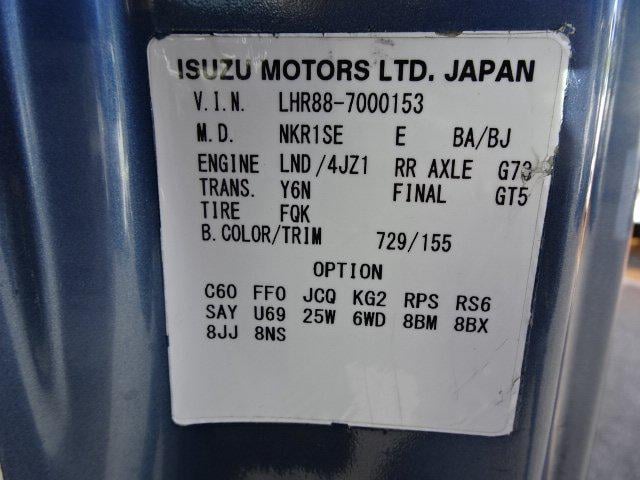 ISUZU MOTORS LTD. JAPAN
V.I.N. LHR88-7000153
M.D. NKR1SE E BA/BJ
ENGINE LND/4JZ1 RR AXLE G73
TRANS. Y6N FINAL GT5
TIRE FQK
B.COLOR/TRIM 729/155
OPTION
C60 FF0 JCQ KG2 RPS RS6
SAY U69 25W 6WD 8BM 8BX
8JJ 8NS